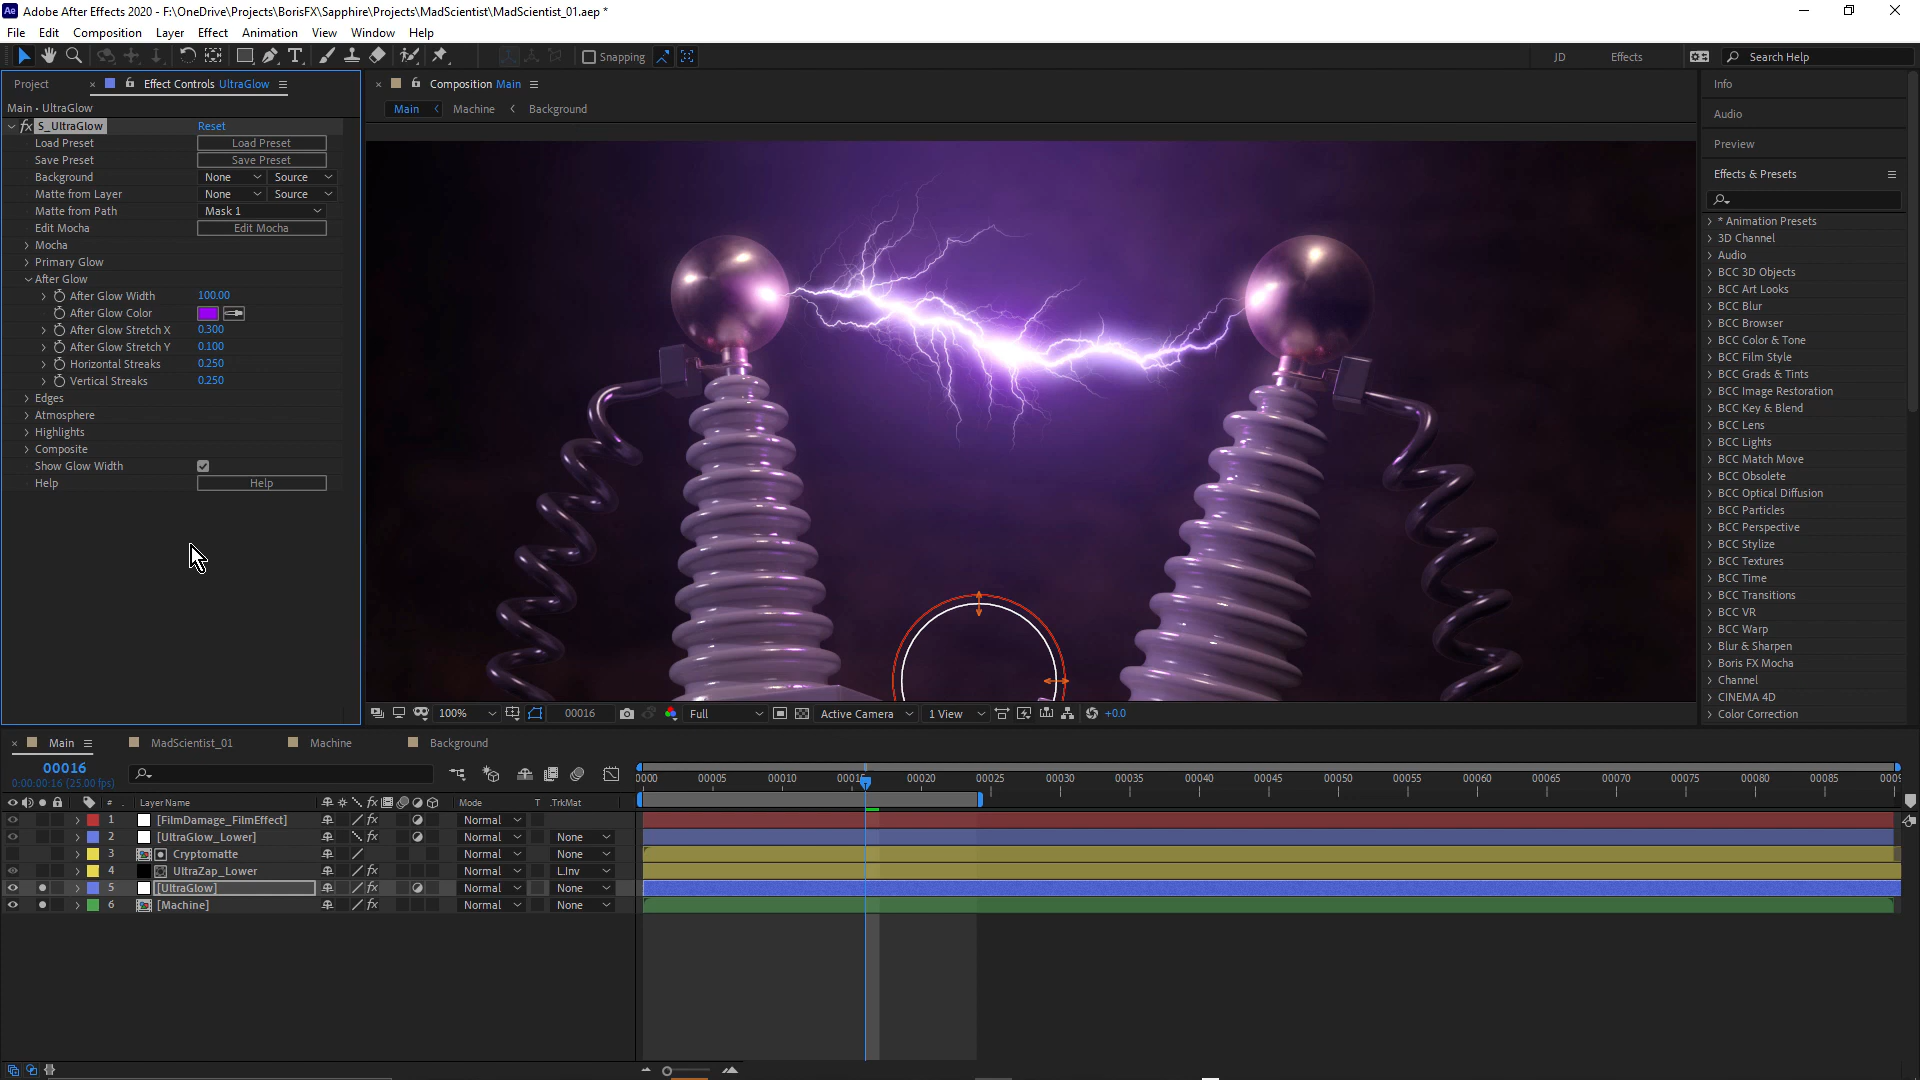 Ae Adobe After Effects 2020 - F:\OneDrive\Projects\BorisFX\Sapphire\Projects\MadScientist\MadScientist_01.aep *
File Edit Composition Layer Effect Animation View Window Help
Snapping JD Effects Search Help
Project Effect Controls UltraGlow Composition Main Info
Main • UltraGlow Main Machine Background
fx S_UltraGlow Reset Audio
Load Preset Load Preset Preview
Save Preset Save Preset
Background None Source Effects & Presets
Matte from Layer None Source
Matte from Path Mask 1
Edit Mocha Edit Mocha * Animation Presets
Mocha 3D Channel
Primary Glow Audio
After Glow BCC 3D Objects
After Glow Width 100.00 BCC Art Looks
After Glow Color BCC Blur
After Glow Stretch X 0.300 BCC Browser
After Glow Stretch Y 0.100 BCC Color & Tone
Horizontal Streaks 0.250 BCC Film Style
Vertical Streaks 0.250 BCC Grads & Tints
Edges BCC Image Restoration
Atmosphere BCC Key & Blend
Highlights BCC Lens
Composite BCC Lights
Show Glow Width BCC Match Move
Help Help BCC Obsolete
BCC Optical Diffusion
BCC Particles
BCC Perspective
BCC Stylize
BCC Textures
BCC Time
BCC Transitions
BCC VR
BCC Warp
Blur & Sharpen
Boris FX Mocha
Channel
CINEMA 4D
Color Correction
100% 00016 Full Active Camera 1 View +0.0
Main MadScientist_01 Machine Background
00016
0:00:00:16 (25.00 fps)
0000 00005 00010 00015 00020 00025 00030 00035 00040 00045 00050 00055 00060 00065 00070 00075 00080 00085 0009
# Layer Name fx Mode T .TrkMat
1 [FilmDamage_FilmEffect] fx Normal
2 [UltraGlow_Lower] fx Normal None
3 Cryptomatte Normal None
4 UltraZap_Lower fx Normal L.Inv
5 [UltraGlow] fx Normal None
6 [Machine] fx Normal None